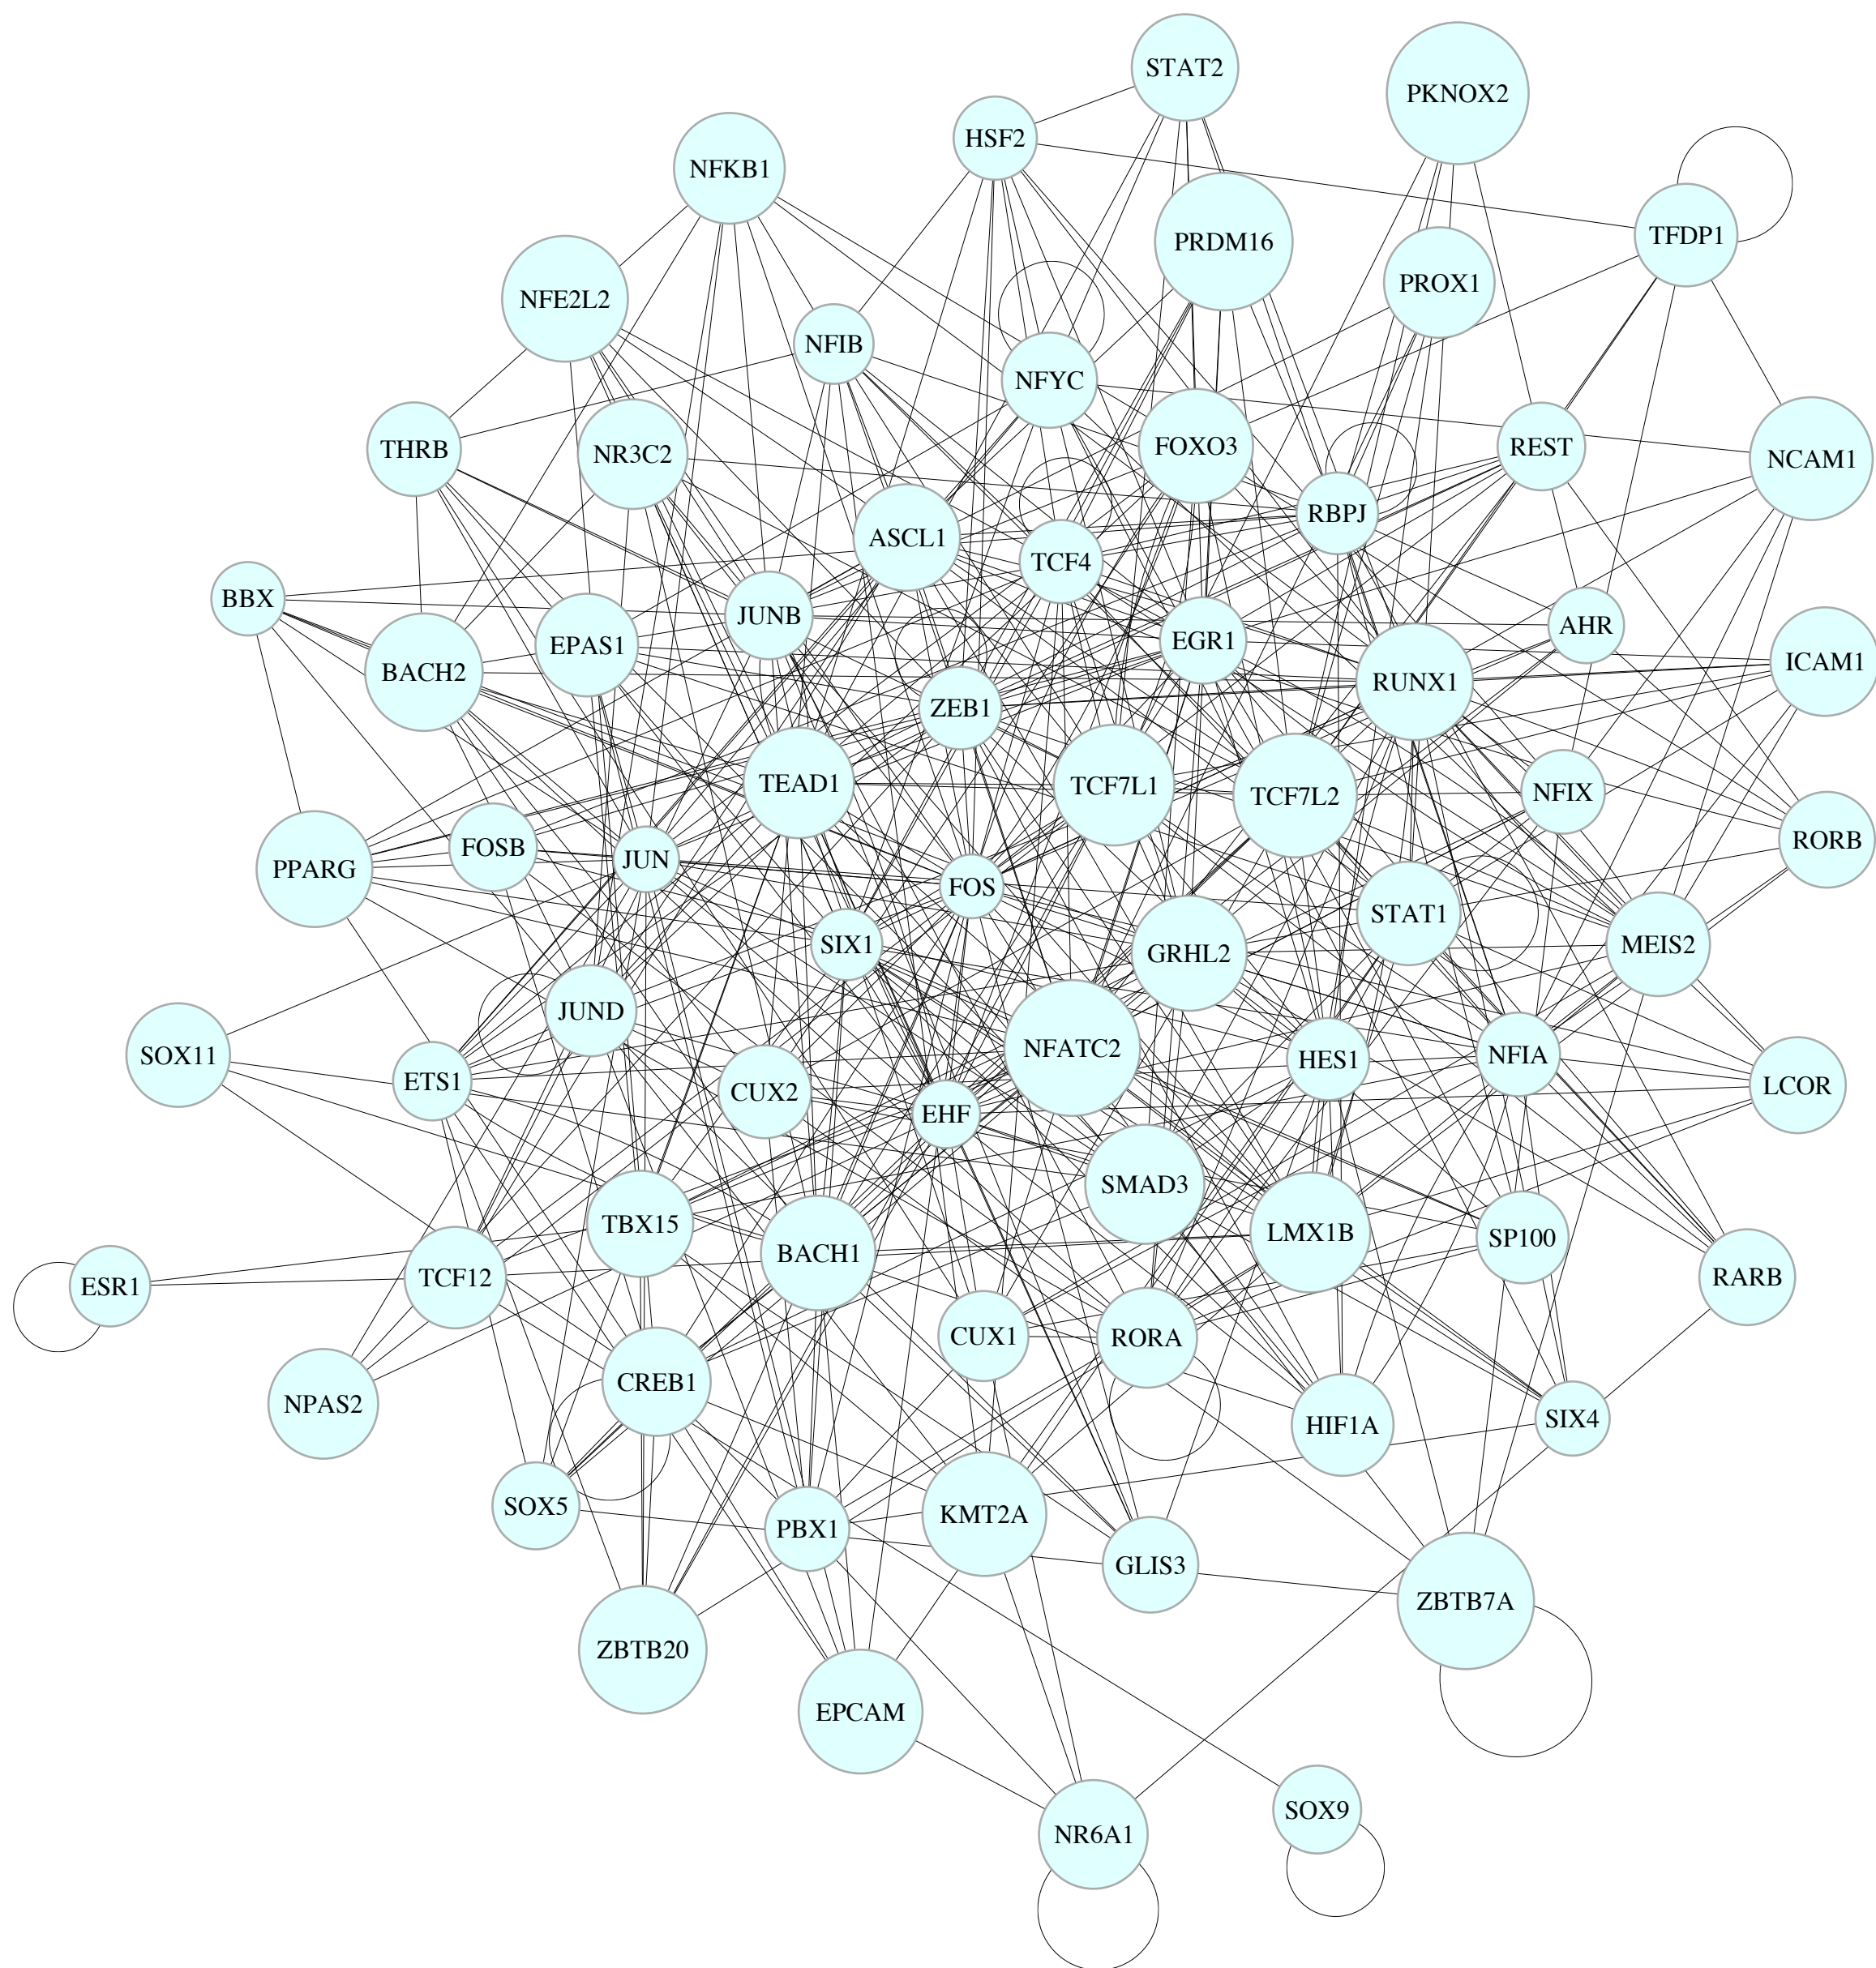 STAT2
PKNOX2
HSF2
NFKB1
PRDM16
TFDP1
PROX1
NFE2L2
NFIB
NFYC
FOXO3
REST
THRB
NR3C2
NCAM1
RBPJ
ASCL1
TCF4
BBX
JUNB
EGR1
AHR
EPAS1
ICAM1
BACH2
RUNX1
ZEB1
TEAD1
TCF7L1
TCF7L2
NFIX
RORB
FOSB
JUN
PPARG
FOS
STAT1
SIX1
GRHL2
MEIS2
JUND
NFATC2
SOX11
HES1
NFIA
ETS1
CUX2
LCOR
EHF
SMAD3
TBX15
LMX1B
SP100
BACH1
TCF12
RARB
ESR1
CUX1
RORA
CREB1
NPAS2
SIX4
HIF1A
SOX5
KMT2A
PBX1
GLIS3
ZBTB7A
ZBTB20
EPCAM
SOX9
NR6A1